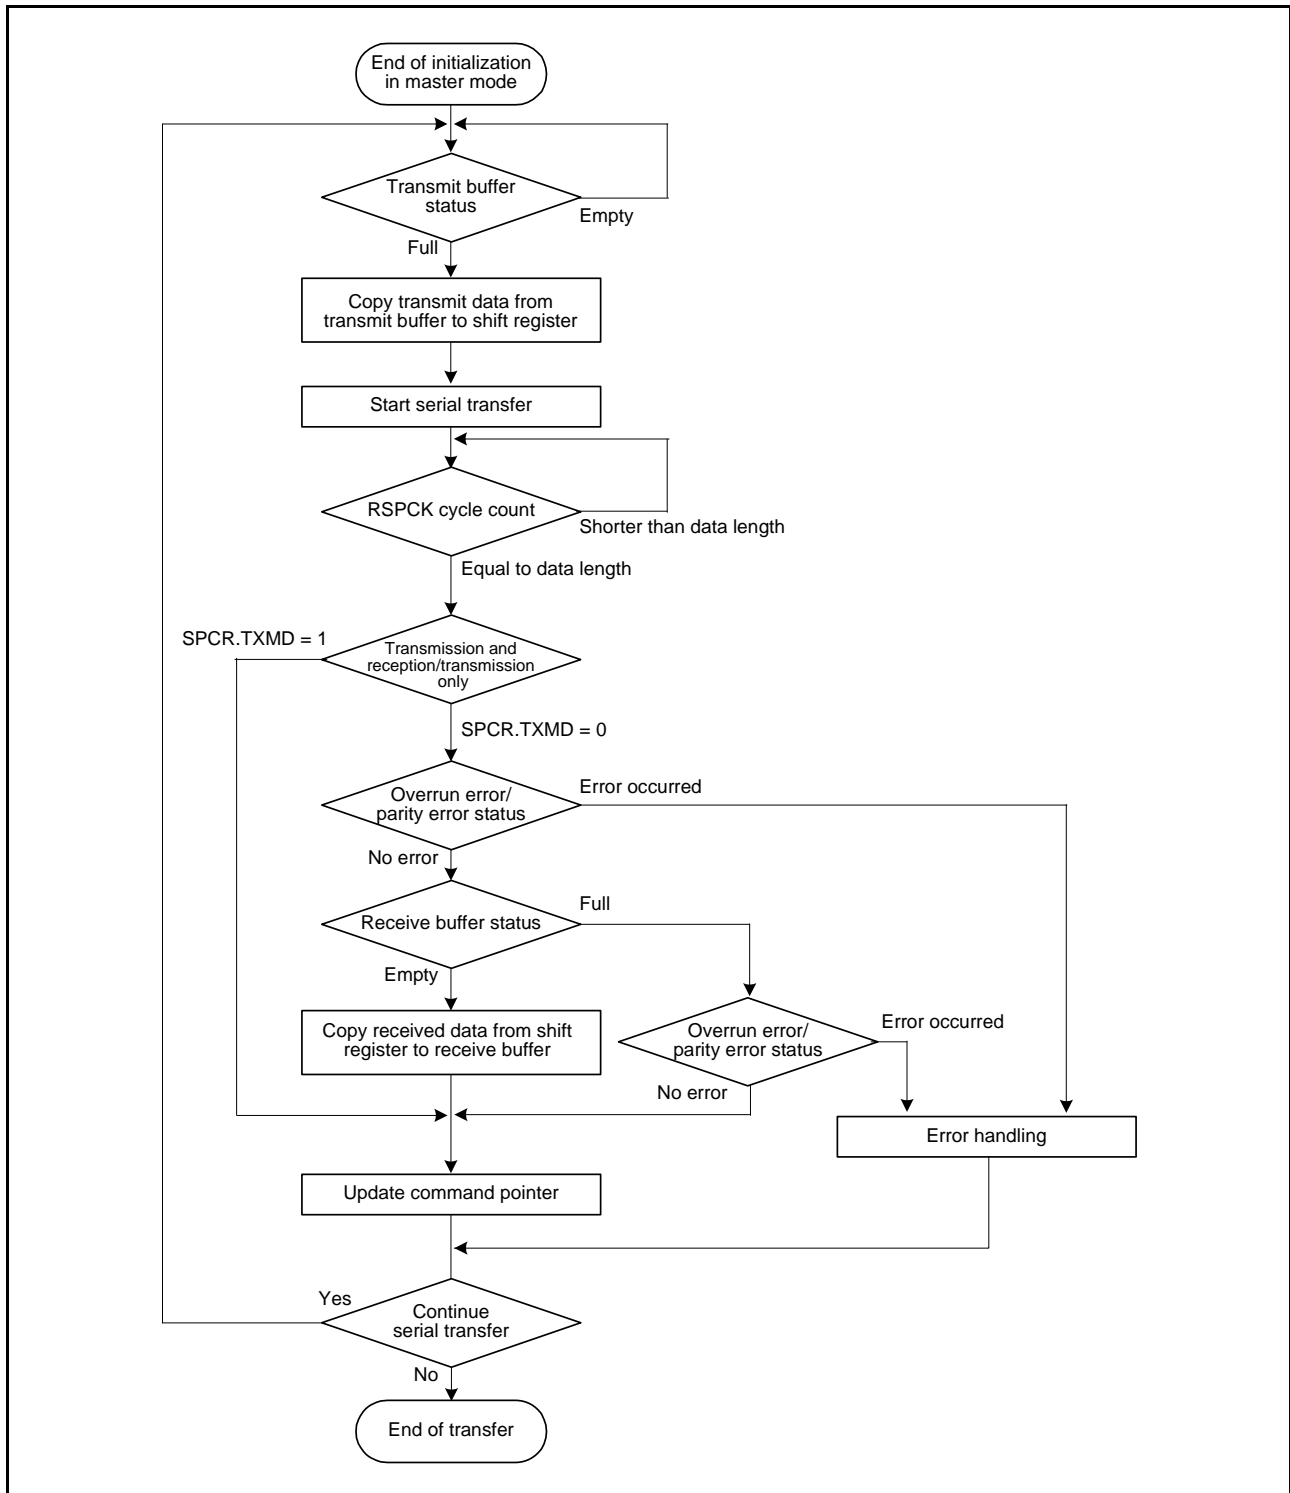 End of initialization
in master mode
Transmit buffer
status
Empty
Full
Copy transmit data from
transmit buffer to shift register
Start serial transfer
RSPCK cycle count
Shorter than data length
Equal to data length
SPCR.TXMD = 1
Transmission and
reception/transmission
only
SPCR.TXMD = 0
Error occurred
Overrun error/
parity error status
No error
Full
Receive buffer status
Empty
Copy received data from shift
register to receive buffer
Error occurred
Overrun error/
parity error status
No error
Error handling
Update command pointer
Yes
Continue
serial transfer
No
End of transfer